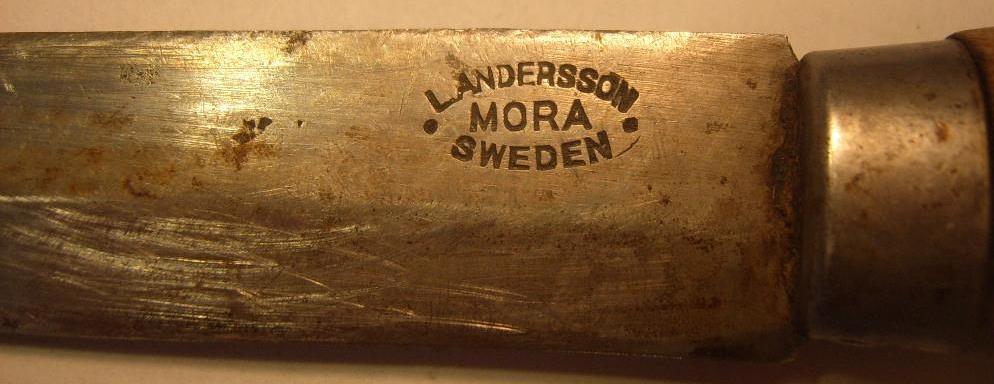 L. ANDERSSON
MORA
• SWEDEN •